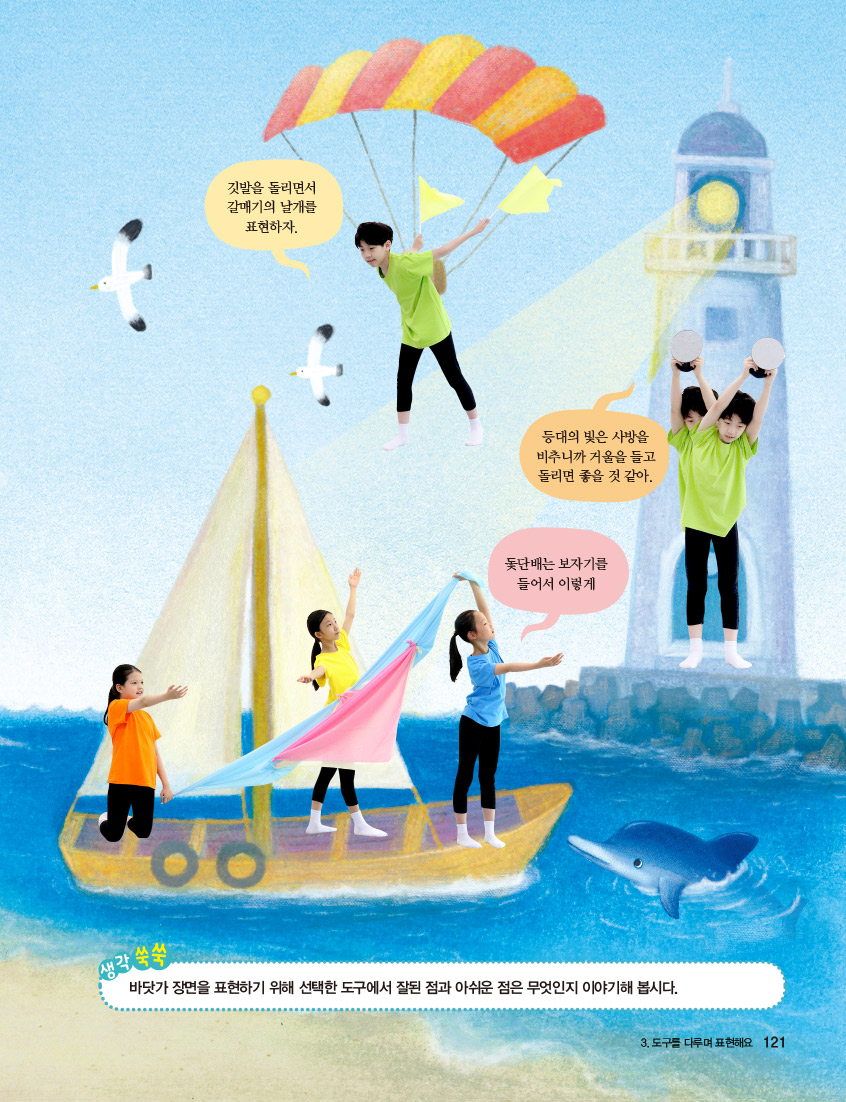 깃발을 돌리면서
갈매기의 날개를
표현하자.
등대의 빛은 사방을
비추니까 거울을 들고
돌리면 좋을 것 같아.
돛단배는 보자기를
들어서 이렇게
생각 쑥쑥
바닷가 장면을 표현하기 위해 선택한 도구에서 잘된 점과 아쉬운 점은 무엇인지 이야기해 봅시다.
3. 도구를 다루며 표현해요 121